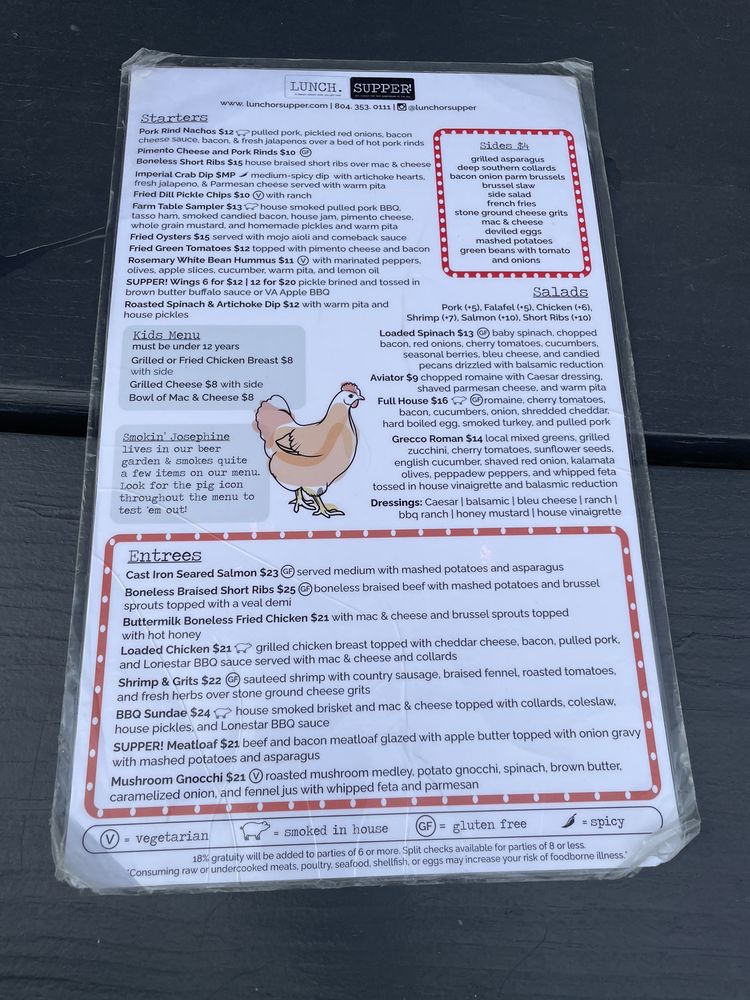 LUNCH. SUPPER!
www. lunchorsupper.com | 804. 353. 0111 | @lunchorsupper
Starters
Pork Rind Nachos $12 pulled pork, pickled red onions, bacon
cheese sauce, bacon, & fresh jalapenos over a bed of hot pork rinds
Pimento Cheese and Pork Rinds $10 GF
Boneless Short Ribs $15 house braised short ribs over mac & cheese
Imperial Crab Dip $MP medium-spicy dip with artichoke hearts,
fresh jalapeno, & Parmesan cheese served with warm pita
Fried Dill Pickle Chips $10 V with ranch
Farm Table Sampler $13 house smoked pulled pork BBQ,
tasso ham, smoked candied bacon, house jam, pimento cheese,
whole grain mustard, and homemade pickles and warm pita
Fried Oysters $15 served with mojo aioli and comeback sauce
Fried Green Tomatoes $12 topped with pimento cheese and bacon
Rosemary White Bean Hummus $11 V with marinated peppers,
olives, apple slices, cucumber, warm pita, and lemon oil
SUPPER! Wings 6 for $12 | 12 for $20 pickle brined and tossed in
brown butter buffalo sauce or VA Apple BBQ
Roasted Spinach & Artichoke Dip $12 with warm pita and
house pickles
Sides $4
grilled asparagus
deep southern collards
bacon onion parm brussels
brussel slaw
side salad
french fries
stone ground cheese grits
mac & cheese
deviled eggs
mashed potatoes
green beans with tomato
and onions
Kids Menu
must be under 12 years
Grilled or Fried Chicken Breast $8
with side
Grilled Cheese $8 with side
Bowl of Mac & Cheese $8
Smokin' Josephine
lives in our beer
garden & smokes quite
a few items on our menu.
Look for the pig icon
throughout the menu to
test 'em out!
Salads
Pork (+5), Falafel (+5), Chicken (+6),
Shrimp (+7), Salmon (+10), Short Ribs (+10)
Loaded Spinach $13 GF baby spinach, chopped
bacon, red onions, cherry tomatoes, cucumbers,
seasonal berries, bleu cheese, and candied
pecans drizzled with balsamic reduction
Aviator $9 chopped romaine with Caesar dressing,
shaved parmesan cheese, and warm pita
Full House $16 GF romaine, cherry tomatoes,
bacon, cucumbers, onion, shredded cheddar,
hard boiled egg, smoked turkey, and pulled pork
Grecco Roman $14 local mixed greens, grilled
zucchini, cherry tomatoes, sunflower seeds,
english cucumber, shaved red onion, kalamata
olives, peppadew peppers, and whipped feta
tossed in house vinaigrette and balasmic reduction
Dressings: Caesar | balsamic | bleu cheese | ranch |
bbq ranch | honey mustard | house vinaigrette
Entrees
Cast Iron Seared Salmon $23 GF served medium with mashed potatoes and asparagus
Boneless Braised Short Ribs $25 GF boneless braised beef with mashed potatoes and brussel
sprouts topped with a veal demi
Buttermilk Boneless Fried Chicken $21 with mac & cheese and brussel sprouts topped
with hot honey
Loaded Chicken $21 grilled chicken breast topped with cheddar cheese, bacon, pulled pork,
and Lonestar BBQ sauce served with mac & cheese and collards
Shrimp & Grits $22 GF sauteed shrimp with country sausage, braised fennel, roasted tomatoes,
and fresh herbs over stone ground cheese grits
BBQ Sundae $24 house smoked brisket and mac & cheese topped with collards, coleslaw,
house pickles, and Lonestar BBQ sauce
SUPPER! Meatloaf $21 beef and bacon meatloaf glazed with apple butter topped with onion gravy
with mashed potatoes and asparagus
Mushroom Gnocchi $21 V roasted mushroom medley, potato gnocchi, spinach, brown butter,
caramelized onion, and fennel jus with whipped feta and parmesan
V = vegetarian = smoked in house GF = gluten free = spicy
18% gratuity will be added to parties of 6 or more. Split checks available for parties of 8 or less.
*Consuming raw or undercooked meats, poultry, seafood, shellfish, or eggs may increase your risk of foodborne illness.*